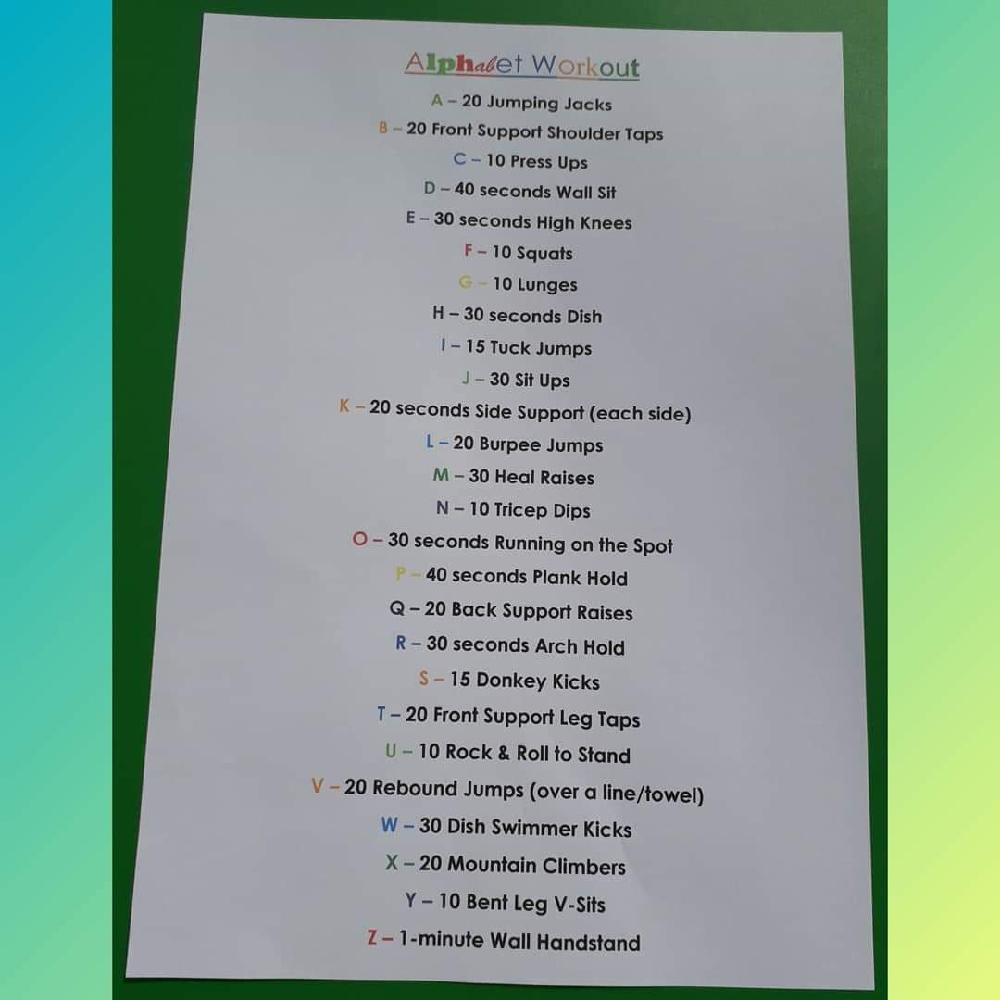 Alphabet Workout
A – 20 Jumping Jacks
B – 20 Front Support Shoulder Taps
C – 10 Press Ups
D – 40 seconds Wall Sit
E – 30 seconds High Knees
F – 10 Squats
G – 10 Lunges
H – 30 seconds Dish
I – 15 Tuck Jumps
J – 30 Sit Ups
K – 20 seconds Side Support (each side)
L – 20 Burpee Jumps
M – 30 Heal Raises
N – 10 Tricep Dips
O – 30 seconds Running on the Spot
P – 40 seconds Plank Hold
Q – 20 Back Support Raises
R – 30 seconds Arch Hold
S – 15 Donkey Kicks
T – 20 Front Support Leg Taps
U – 10 Rock & Roll to Stand
V – 20 Rebound Jumps (over a line/towel)
W – 30 Dish Swimmer Kicks
X – 20 Mountain Climbers
Y – 10 Bent Leg V-Sits
Z – 1-minute Wall Handstand